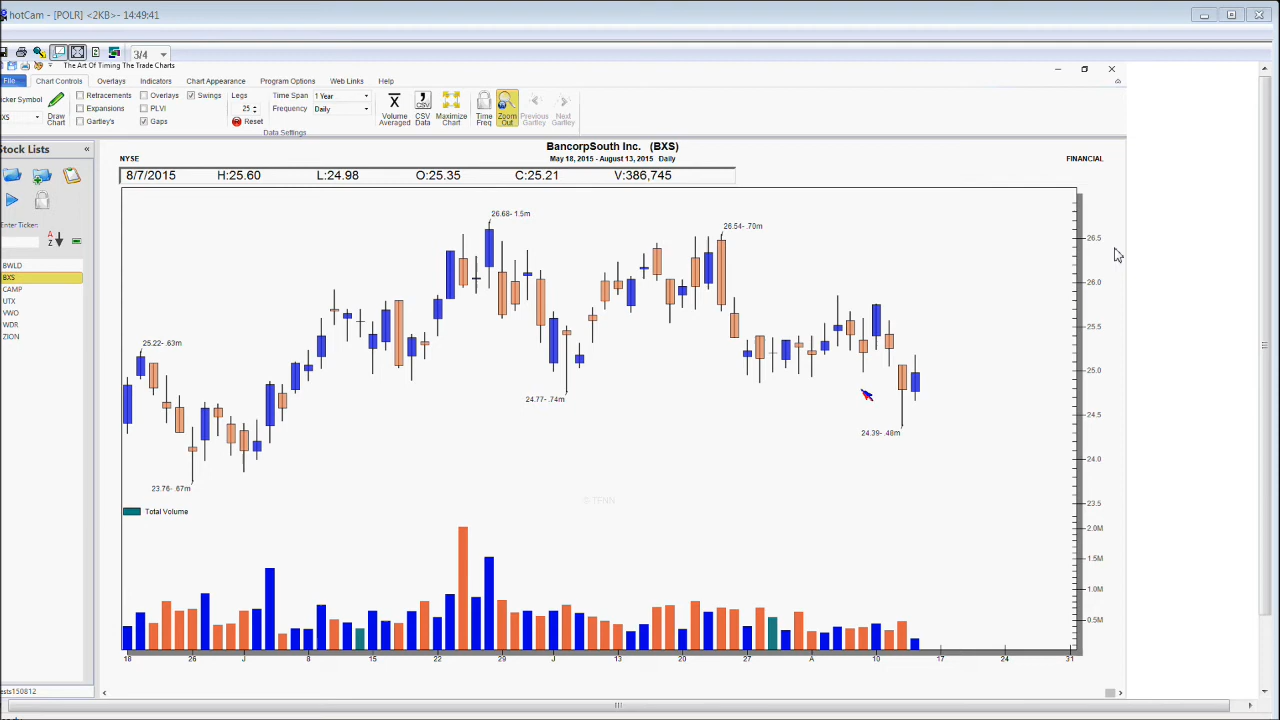 hotCam - [POLR] <2KB>- 14:49:41
3/4
The Art Of Timing The Trade Charts
File Chart Controls Overlays Indicators Chart Appearance Program Options Web Links Help
Retracements Overlays Swings Legs Time Span 1 Year
Expansions PLVI 25 Frequency Daily
Gartley's Gaps Reset
Draw Chart
Volume Averaged
CSV Data
Maximize Chart
Time Freq
Zoom Out
Previous Gartley
Next Gartley
Data Settings
Stock Lists «
Enter Ticker:
BWLD
BXS
CAMP
UTX
VWO
WDR
ZION
BancorpSouth Inc. (BXS)
NYSE May 18, 2015 - August 13, 2015 Daily FINANCIAL
8/7/2015 H:25.60 L:24.98 O:25.35 C:25.21 V:386,745
26.68- 1.5m
26.54- .70m
25.22- .63m
24.77- .74m
24.39- .48m
23.76- .67m
© TFNN
Total Volume
26.5
26.0
25.5
25.0
24.5
24.0
23.5
2.0M
1.5M
1.0M
0.5M
18 26 7 15 22 29 J 13 20 27 A 10 17 24 31